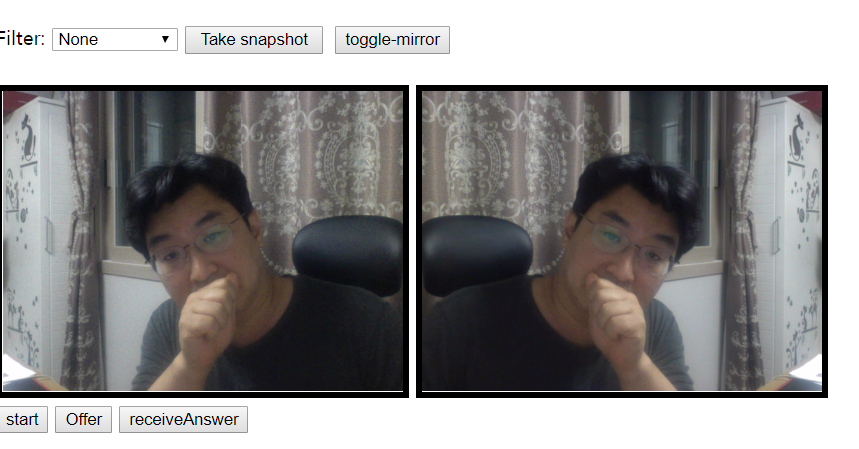 Filter: None Take snapshot toggle-mirror
start Offer receiveAnswer